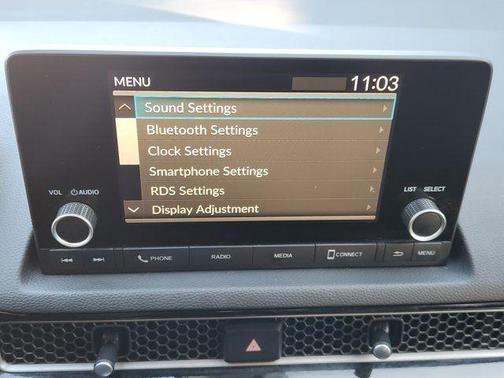 MENU 11:03
Sound Settings
Bluetooth Settings
Clock Settings
Smartphone Settings
RDS Settings
Display Adjustment
VOL AUDIO
LIST SELECT
PHONE RADIO MEDIA CONNECT MENU